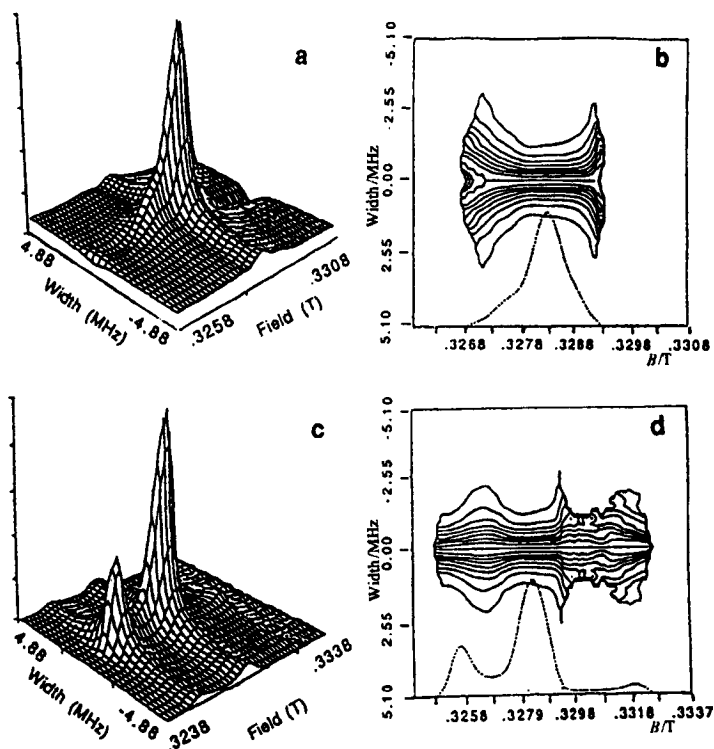 a
4.88
Width (MHz)
-4.88
.3258
Field (T)
.3308
b
Width/MHz
-5.10
-2.55
0.00
2.55
5.10
.3268 .3278 .3288 .3298 .3308
B/T
c
4.88
Width (MHz)
-4.88
.3238
Field (T)
.3338
d
Width/MHz
-5.10
-2.55
0.00
2.55
5.10
.3258 .3279 .3298 .3318 .3337
B/T